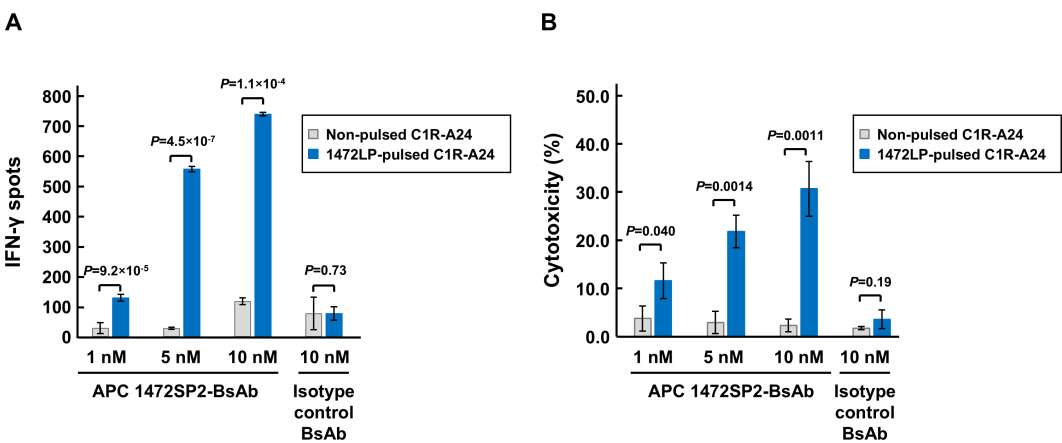 A
IFN-γ spots
800
700
600
500
400
300
200
100
0
P=9.2×10-5
P=4.5×10-7
P=1.1×10-4
P=0.73
Non-pulsed C1R-A24
1472LP-pulsed C1R-A24
1 nM
5 nM
10 nM
10 nM
APC 1472SP2-BsAb
Isotype
control
BsAb
B
Cytotoxicity (%)
50.0
40.0
30.0
20.0
10.0
0.0
P=0.040
P=0.0014
P=0.0011
P=0.19
Non-pulsed C1R-A24
1472LP-pulsed C1R-A24
1 nM
5 nM
10 nM
10 nM
APC 1472SP2-BsAb
Isotype
control
BsAb